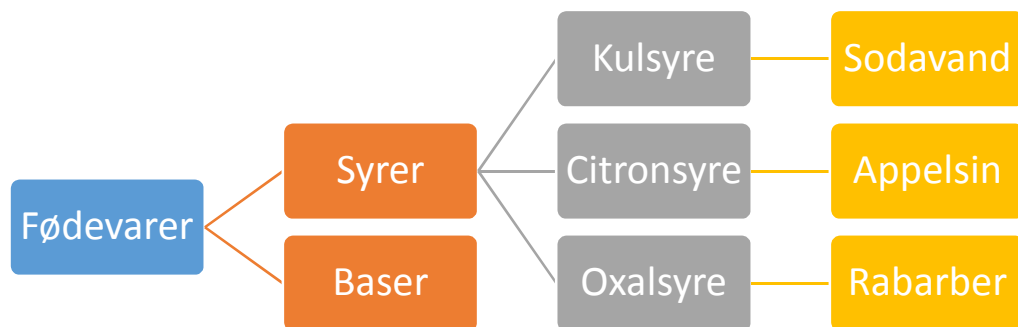 Fødevarer
Syrer
Baser
Kulsyre
Citronsyre
Oxalsyre
Sodavand
Appelsin
Rabarber